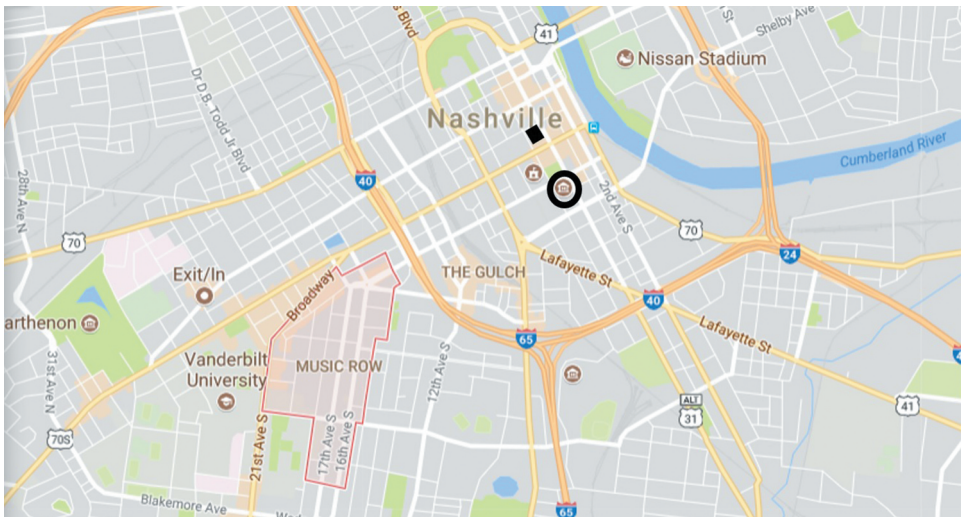 s Blvd
41
Shelby Ave
St
Nissan Stadium
Dr D.B. Todd Jr Blvd
Nashville
Cumberland River
28th Ave N
40
2nd Ave S
70
70
Exit/In
THE GULCH
Lafayette St
24
Broadway
40
arthenon
65
Lafayette St
31st Ave N
Vanderbilt
University
MUSIC ROW
12th Ave S
ALT
31
41
70S
21st Ave S
17th Ave S
16th Ave S
Blakemore Ave
65